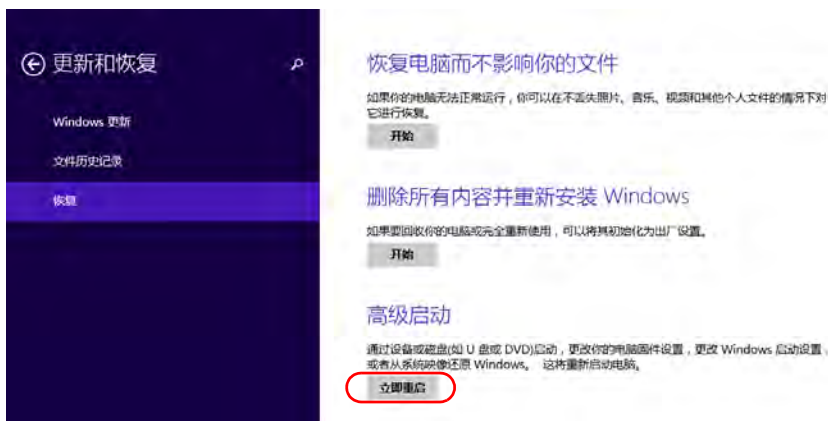 更新和恢复
Windows 更新
文件历史记录
恢复
恢复电脑而不影响你的文件
如果你的电脑无法正常运行，你可以在不丢失照片、音乐、视频和其他个人文件的情况下对
它进行恢复。
开始
删除所有内容并重新安装 Windows
如果要回收你的电脑或完全重新使用，可以将其初始化为出厂设置。
开始
高级启动
通过设备或磁盘(如 U 盘或 DVD)启动，更改你的电脑固件设置，更改 Windows 启动设置，
或者从系统映像还原 Windows。 这将重新启动电脑。
立即重启